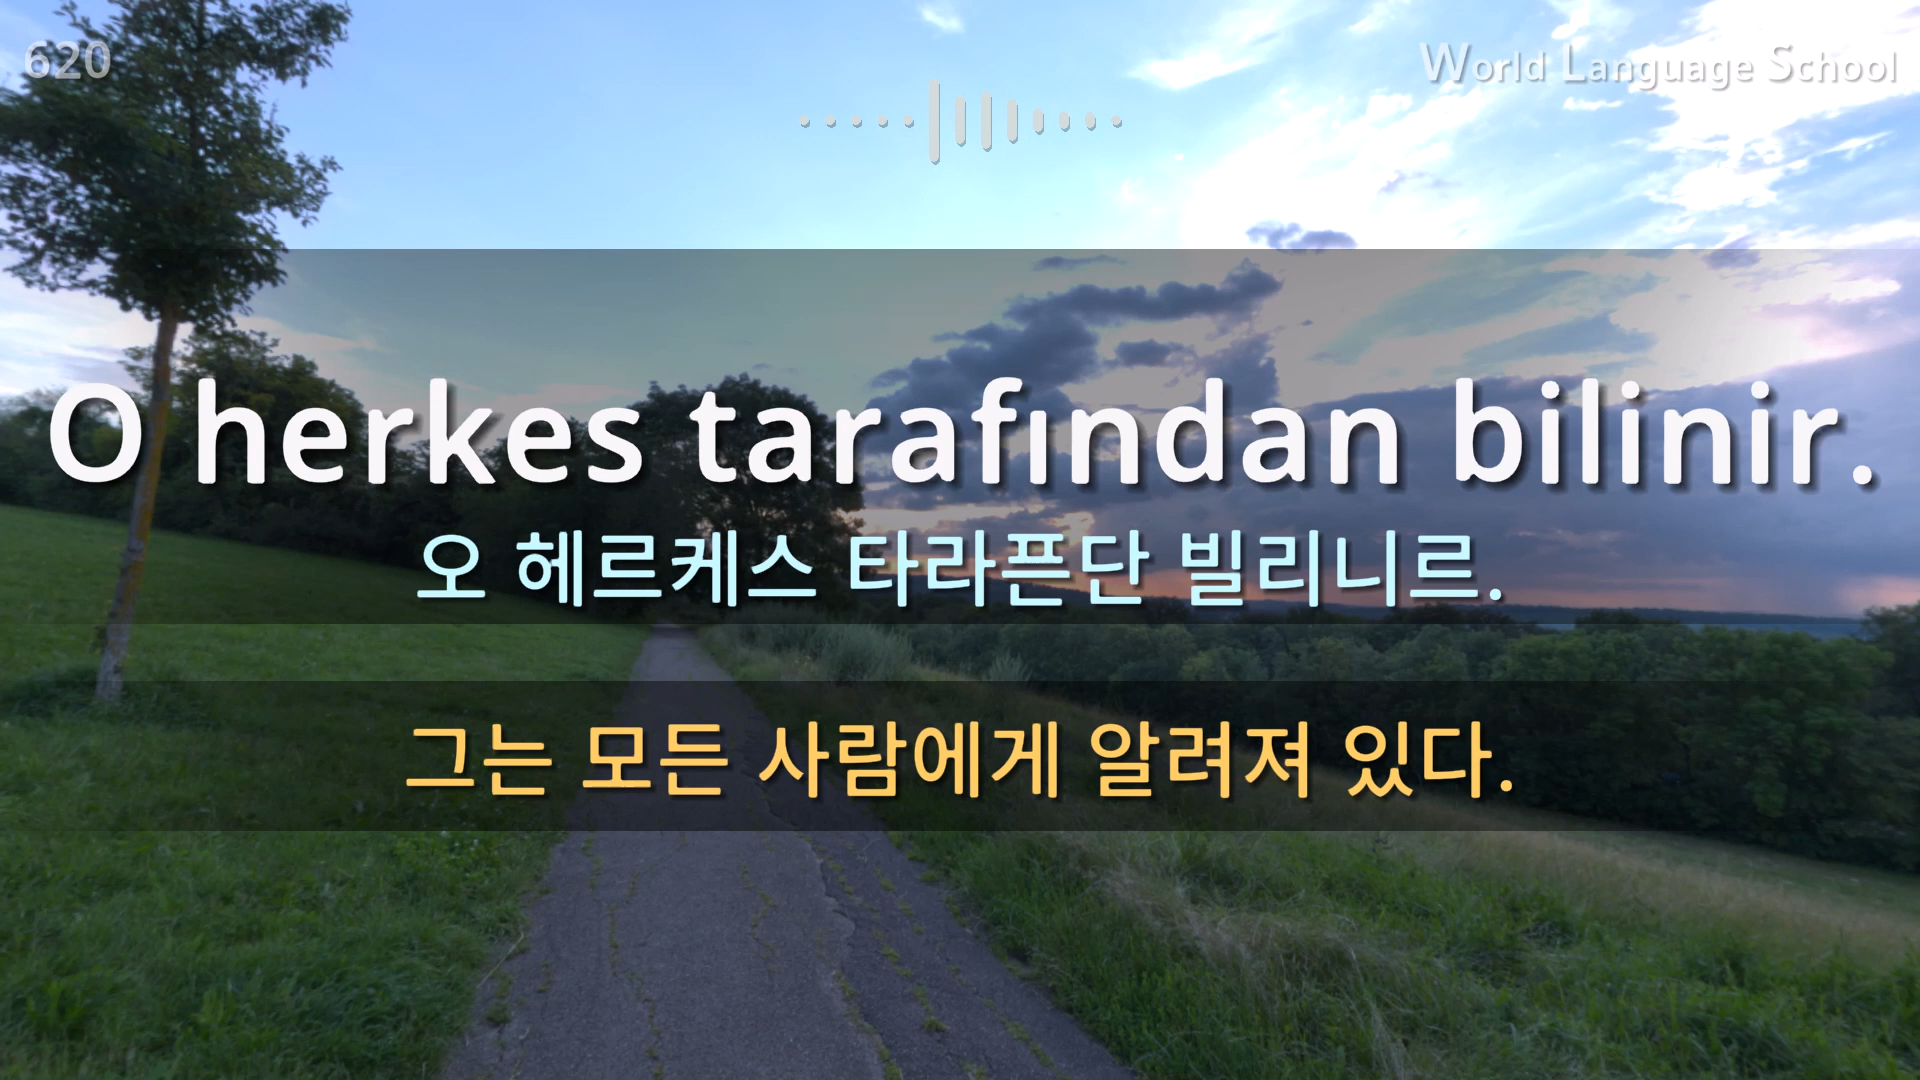 620
World Language School
O herkes tarafından bilinir.
오 헤르케스 타라픈단 빌리니르.
그는 모든 사람에게 알려져 있다.